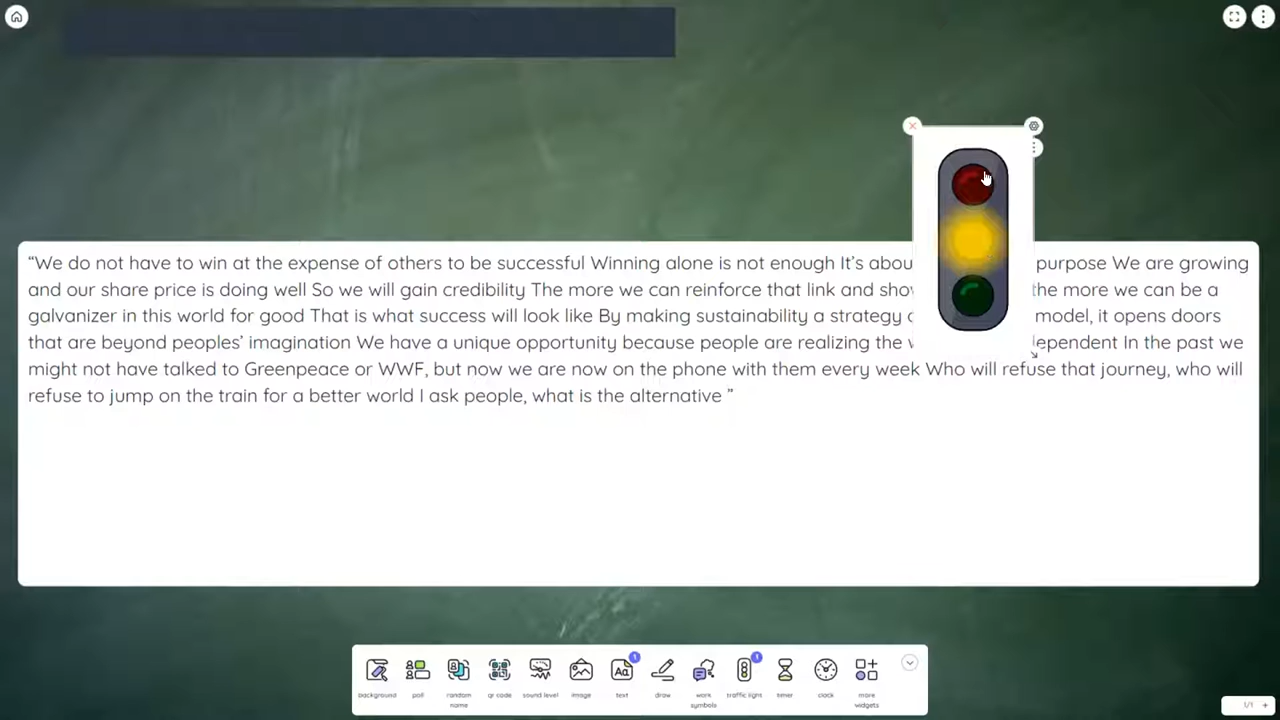 “We do not have to win at the expense of others to be successful Winning alone is not enough It’s abou purpose We are growing
and our share price is doing well So we will gain credibility The more we can reinforce that link and the more we can be a
galvanizer in this world for good That is what success will look like By making sustainability a strategy model, it opens doors
that are beyond peoples’ imagination We have a unique opportunity because people are realizing the In the past we
might not have talked to Greenpeace or WWF, but now we are now on the phone with them every week Who will refuse that journey, who will
refuse to jump on the train for a better world I ask people, what is the alternative ”
1 1
background poll random name qr code sound level image text draw work symbols traffic light timer clock more widgets
1/1